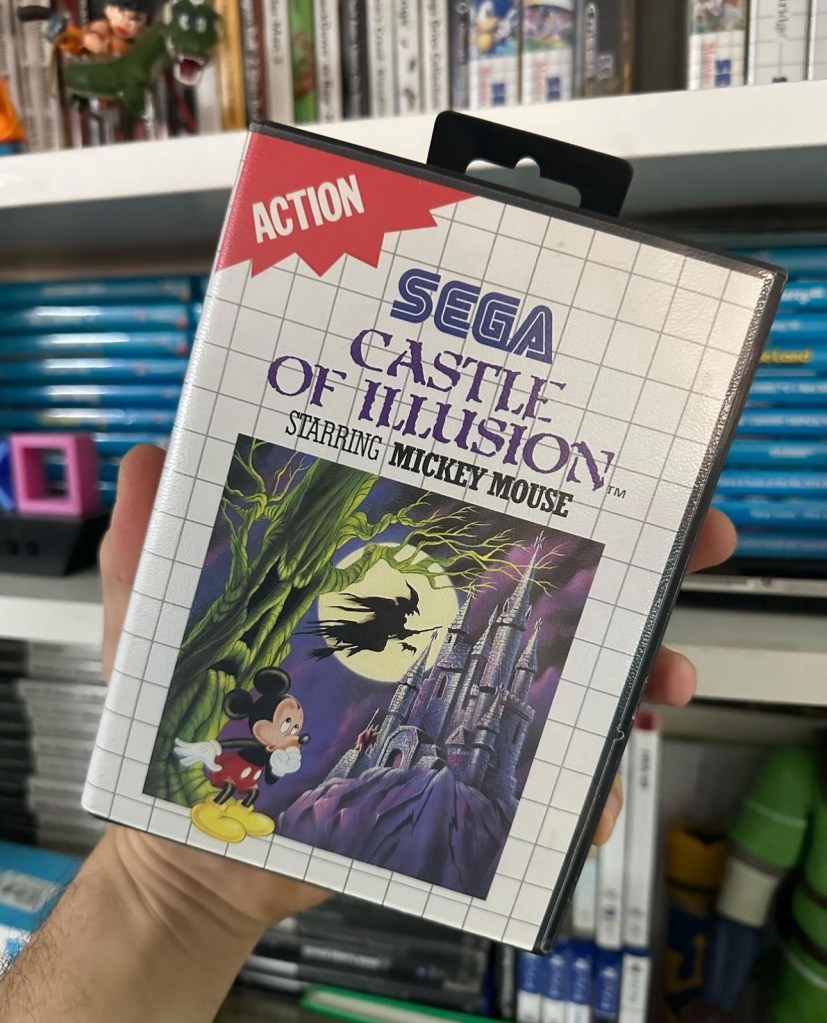 ACTION
SEGA
CASTLE
OF ILLUSION
STARRING MICKEY MOUSE
TM